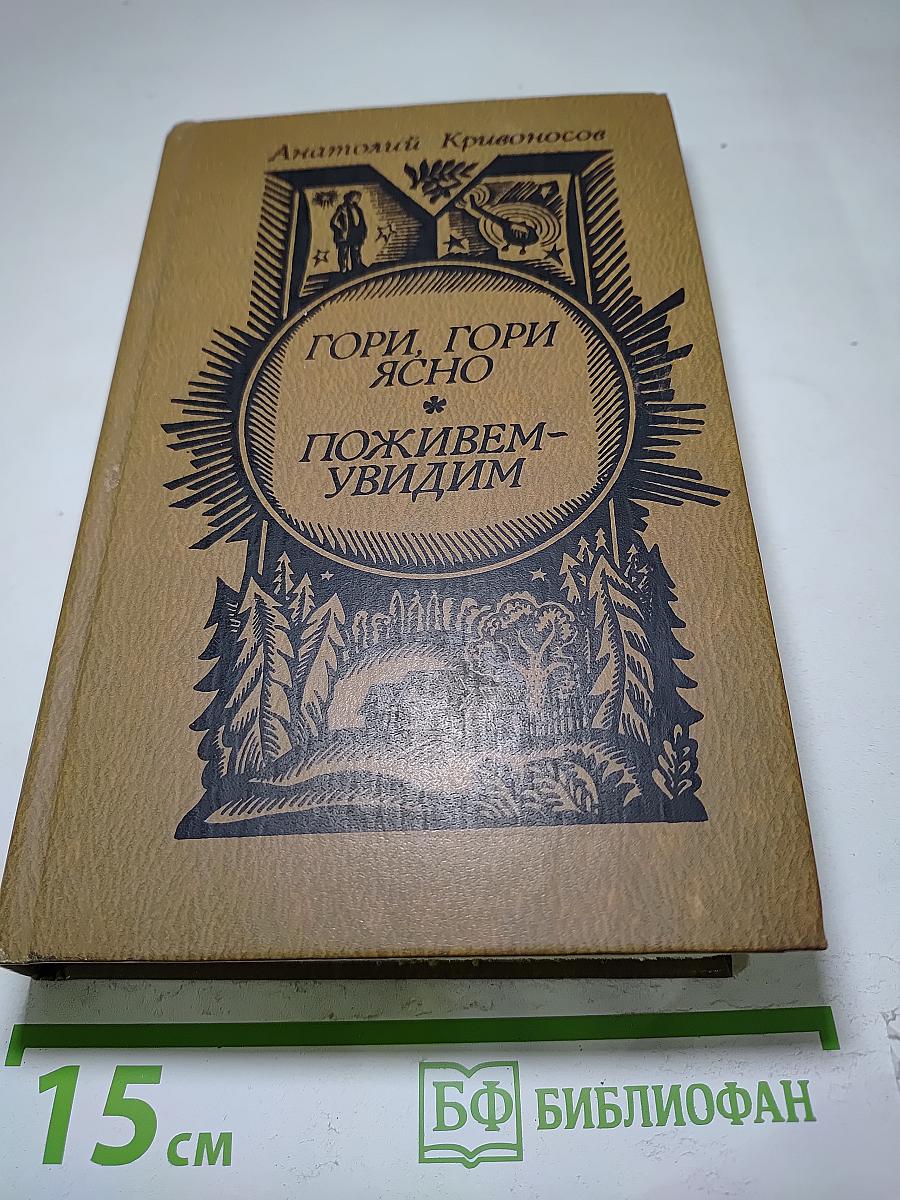 Анатолий Кривоносов
ГОРИ, ГОРИ
ЯСНО
*
ПОЖИВЕМ-
УВИДИМ
15 см
БФ БИБЛИОФАН